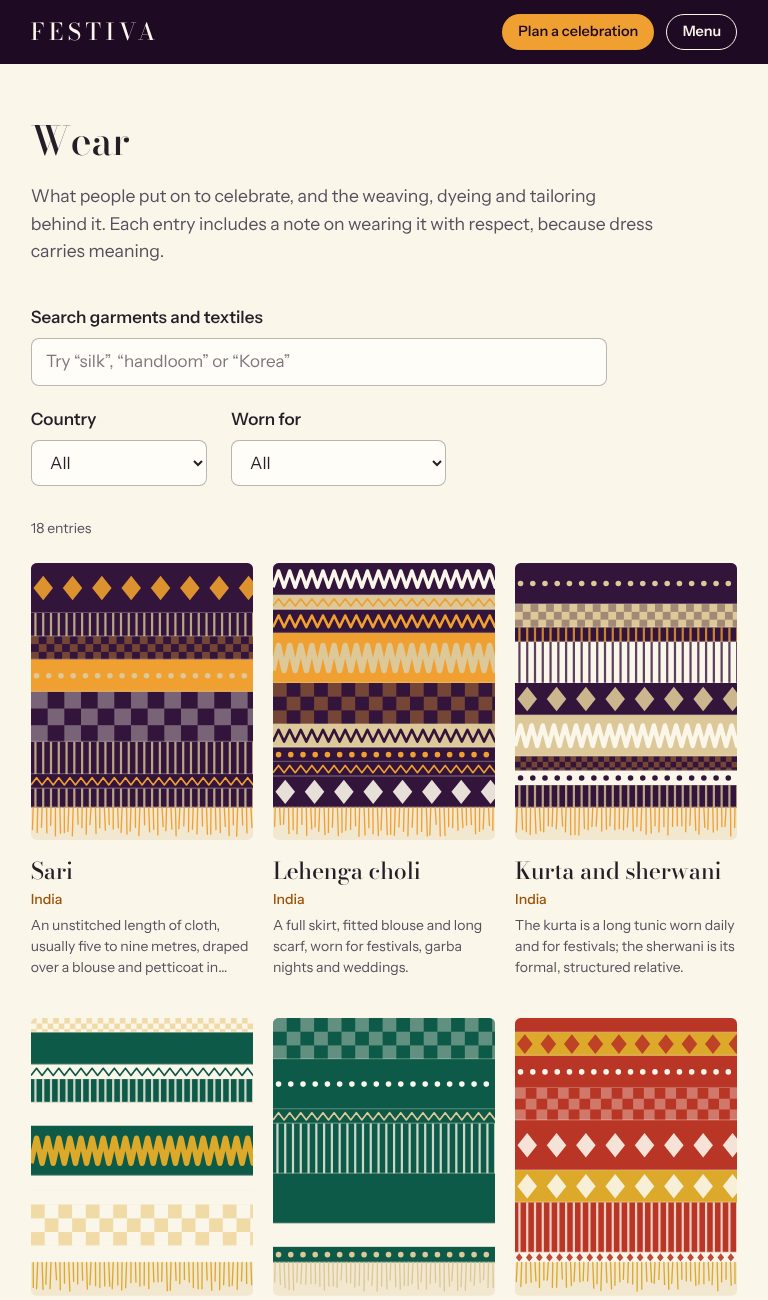 FESTIVA
Plan a celebration
Menu
Wear
What people put on to celebrate, and the weaving, dyeing and tailoring
behind it. Each entry includes a note on wearing it with respect, because dress
carries meaning.
Search garments and textiles
Try “silk”, “handloom” or “Korea”
Country
Worn for
All
All
18 entries
Sari
India
An unstitched length of cloth,
usually five to nine metres, draped
over a blouse and petticoat in...
Lehenga choli
India
A full skirt, fitted blouse and long
scarf, worn for festivals, garba
nights and weddings.
Kurta and sherwani
India
The kurta is a long tunic worn daily
and for festivals; the sherwani is its
formal, structured relative.